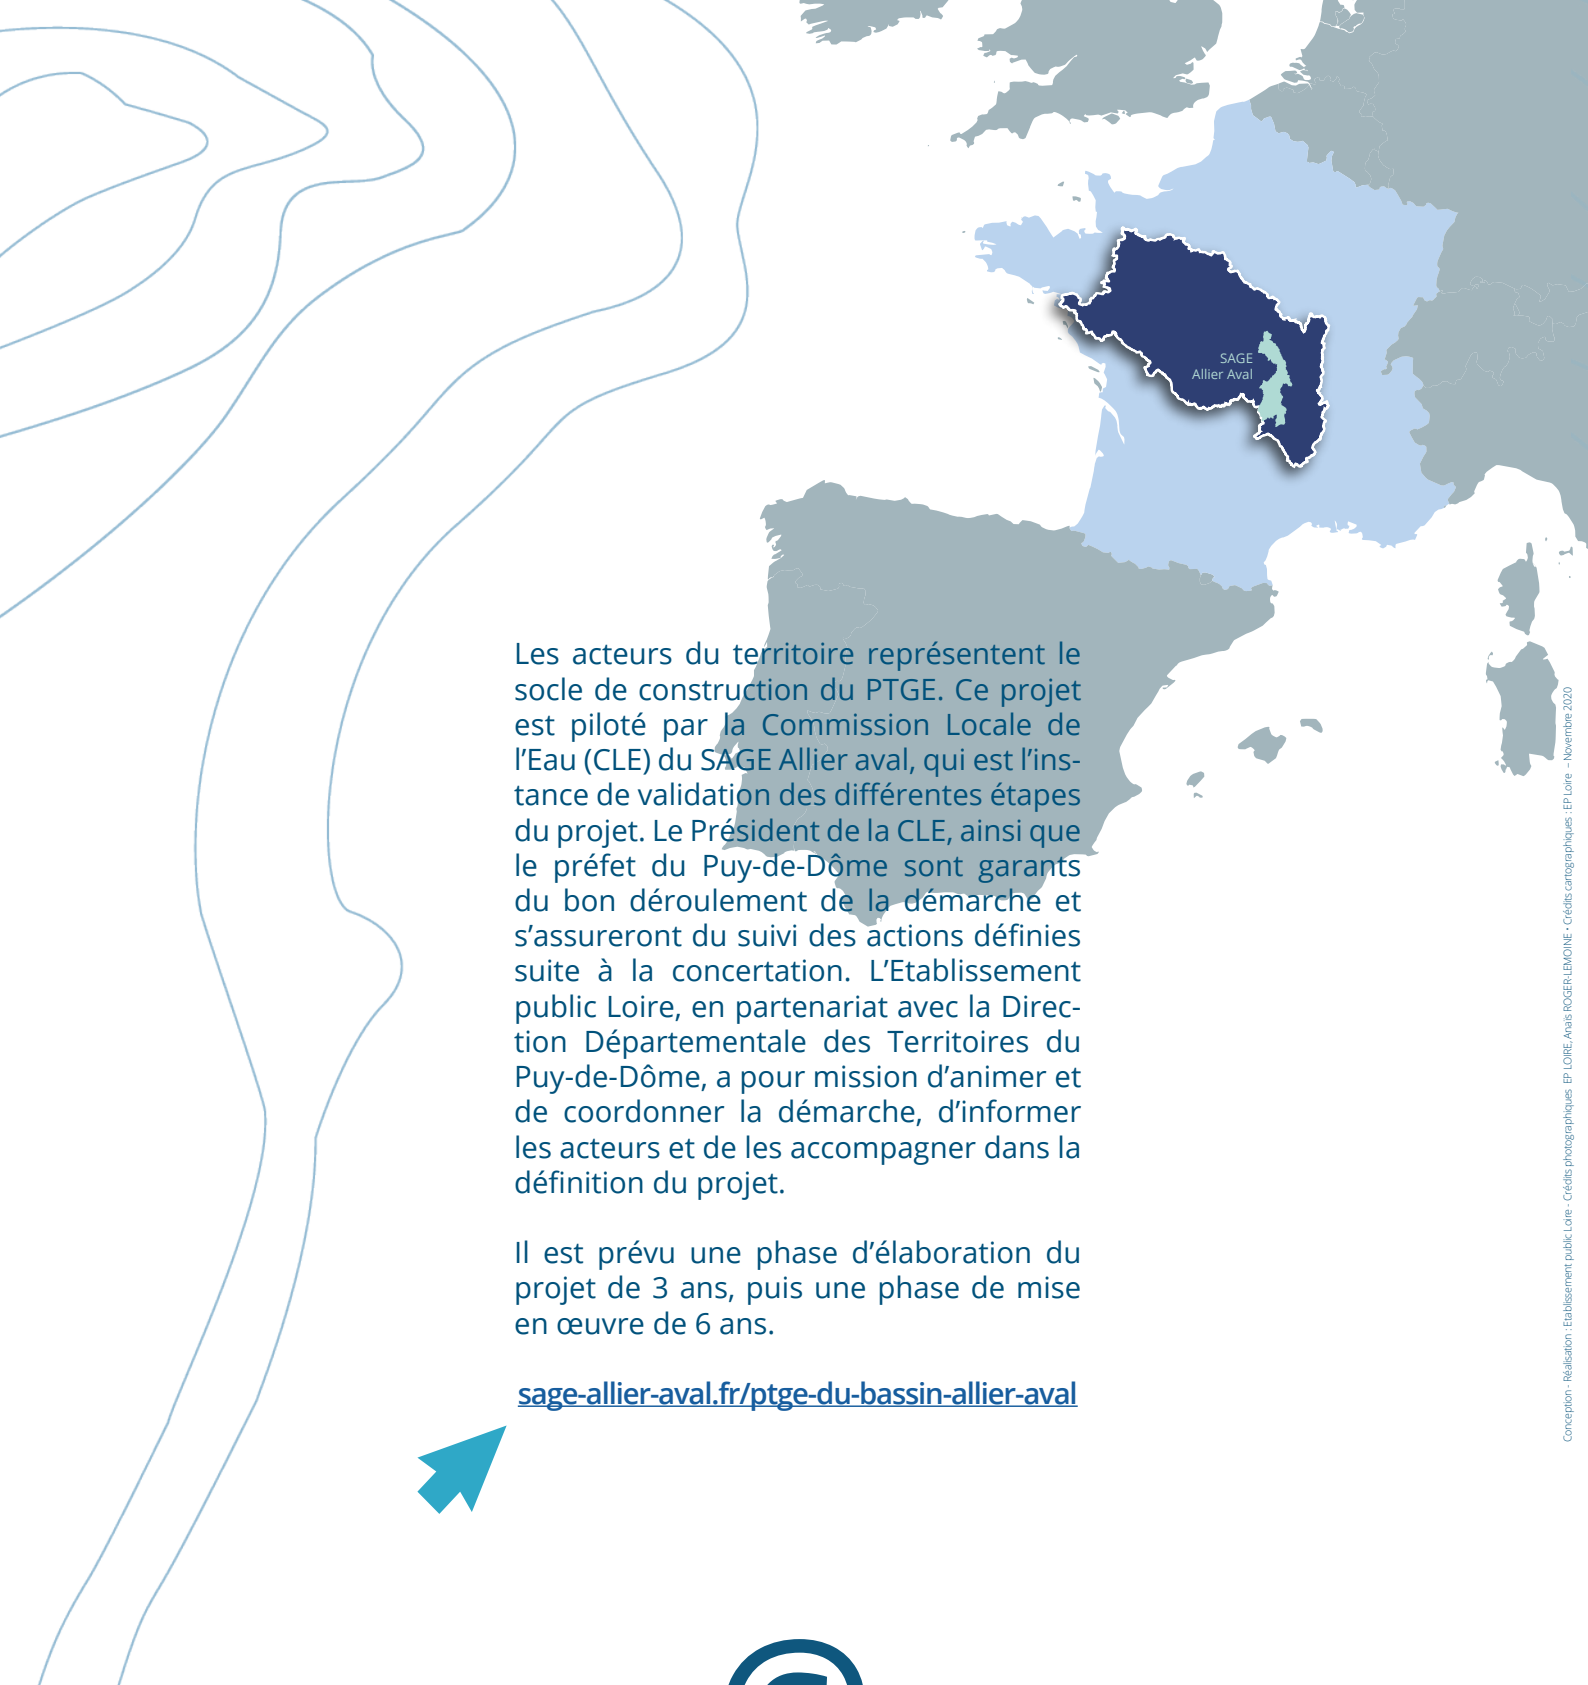 SAGE
Allier Aval
Les acteurs du territoire représentent le
socle de construction du PTGE. Ce projet
est piloté par la Commission Locale de
l’Eau (CLE) du SAGE Allier aval, qui est l’ins-
tance de validation des différentes étapes
du projet. Le Président de la CLE, ainsi que
le préfet du Puy-de-Dôme sont garants
du bon déroulement de la démarche et
s’assureront du suivi des actions définies
suite à la concertation. L’Etablissement
public Loire, en partenariat avec la Direc-
tion Départementale des Territoires du
Puy-de-Dôme, a pour mission d’animer et
de coordonner la démarche, d’informer
les acteurs et de les accompagner dans la
définition du projet.
Il est prévu une phase d’élaboration du
projet de 3 ans, puis une phase de mise
en œuvre de 6 ans.
sage-allier-aval.fr/ptge-du-bassin-allier-aval
Conception - Réalisation : Etablissement public Loire - Crédits photographiques EP LOIRE, Anaïs ROGER-LEMOINE • Crédits cartographiques : EP Loire – Novembre 2020